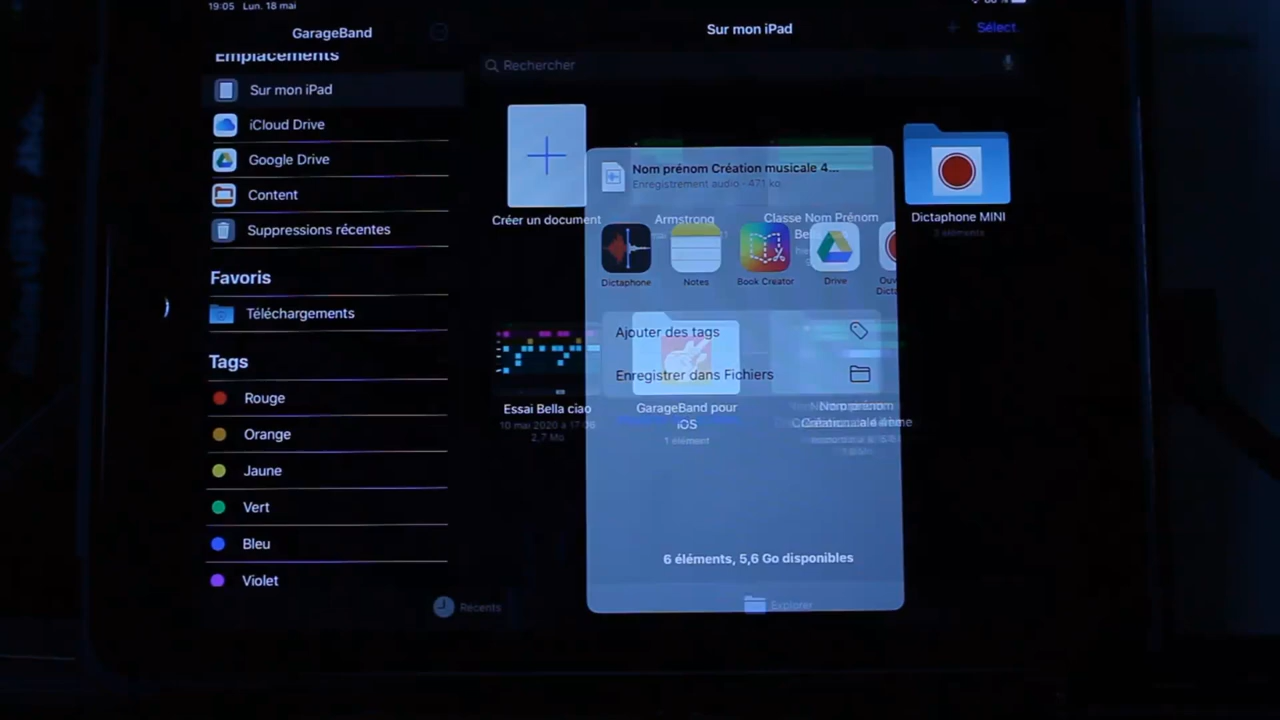 19:05 Lun. 18 mai
GarageBand
Sur mon iPad
Sélect.
Emplacements
Rechercher
Sur mon iPad
iCloud Drive
Google Drive
Content
Suppressions récentes
Favoris
Téléchargements
Tags
Rouge
Orange
Jaune
Vert
Bleu
Violet
Créer un document
Armstrong
Classe Nom Prénom
Dictaphone MINI
Nom prénom Création musicale 4...
Enregistrement audio - 471 ko
Dictaphone
Notes
Book Creator
Drive
Ajouter des tags
Enregistrer dans Fichiers
Essai Bella ciao
10 mai 2020 à 17:06
2,7 Mo
GarageBand pour
iOS
1 élément
Nom prénom
6 éléments, 5,6 Go disponibles
Récents
Explorer